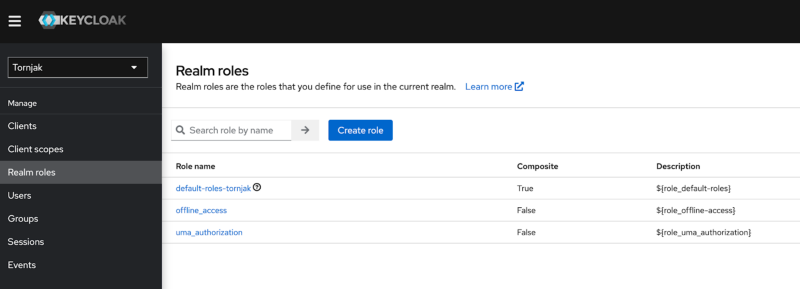 KEYCLOAK
Tornjak
Manage
Clients
Client scopes
Realm roles
Users
Groups
Sessions
Events
Realm roles
Realm roles are the roles that you define for use in the current realm. Learn more
Search role by name Create role
Role name Composite Description
default-roles-tornjak True ${role_default-roles}
offline_access False ${role_offline-access}
uma_authorization False ${role_uma_authorization}